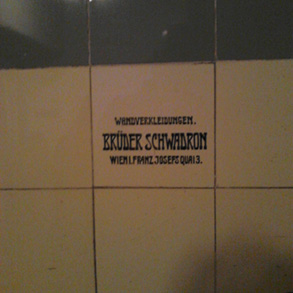 WANDVERKLEIDUNGEN.
BRÜDER SCHWADRON
WIEN I. FRANZ JOSEFS QUAI 3.